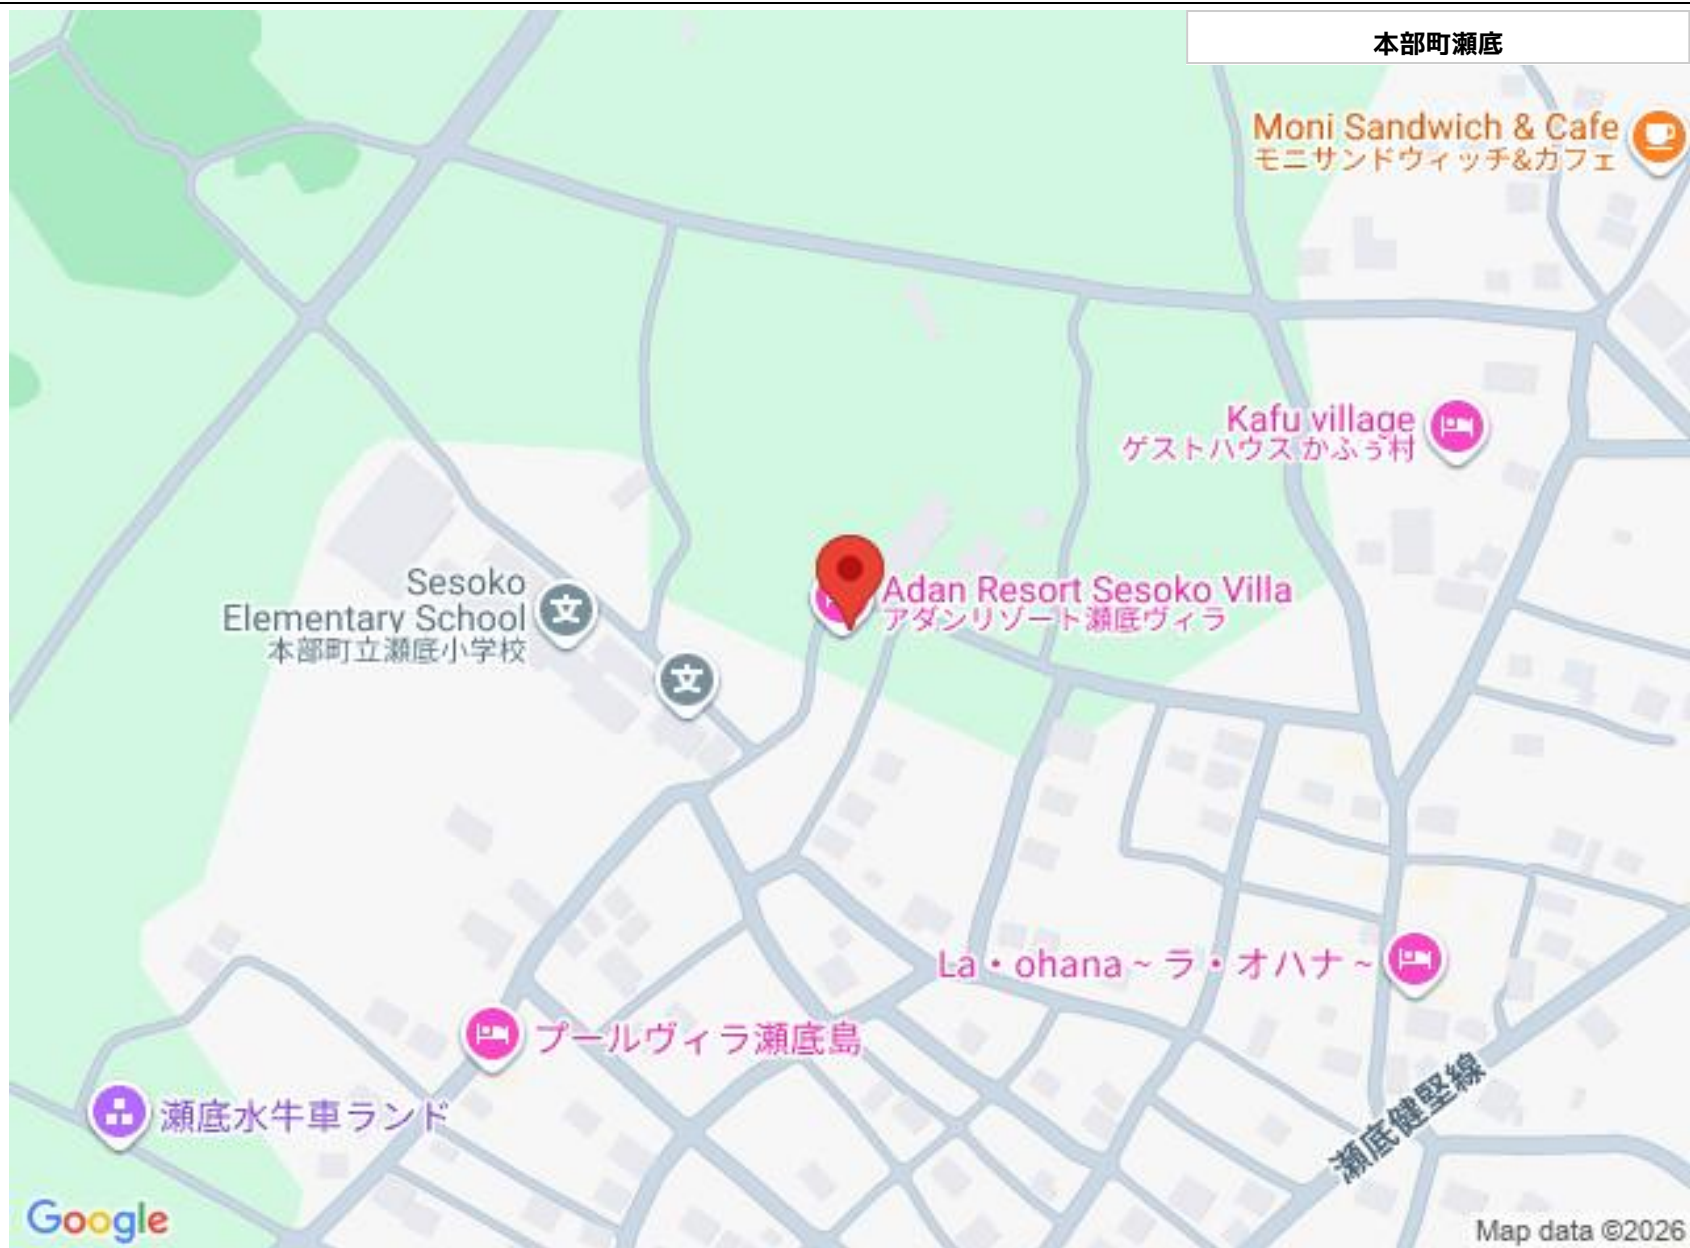 本部町瀬底
Moni Sandwich & Cafe
モニサンドウィッチ&カフェ
Kafu village
ゲストハウス かふぅ村
Sesoko
Elementary School
本部町立瀬底小学校
文
文
Adan Resort Sesoko Villa
アダンリゾート瀬底ヴィラ
La・ohana ~ ラ・オハナ ~
プールヴィラ瀬底島
瀬底水牛車ランド
瀬底健堅線
Google
Map data ©2026